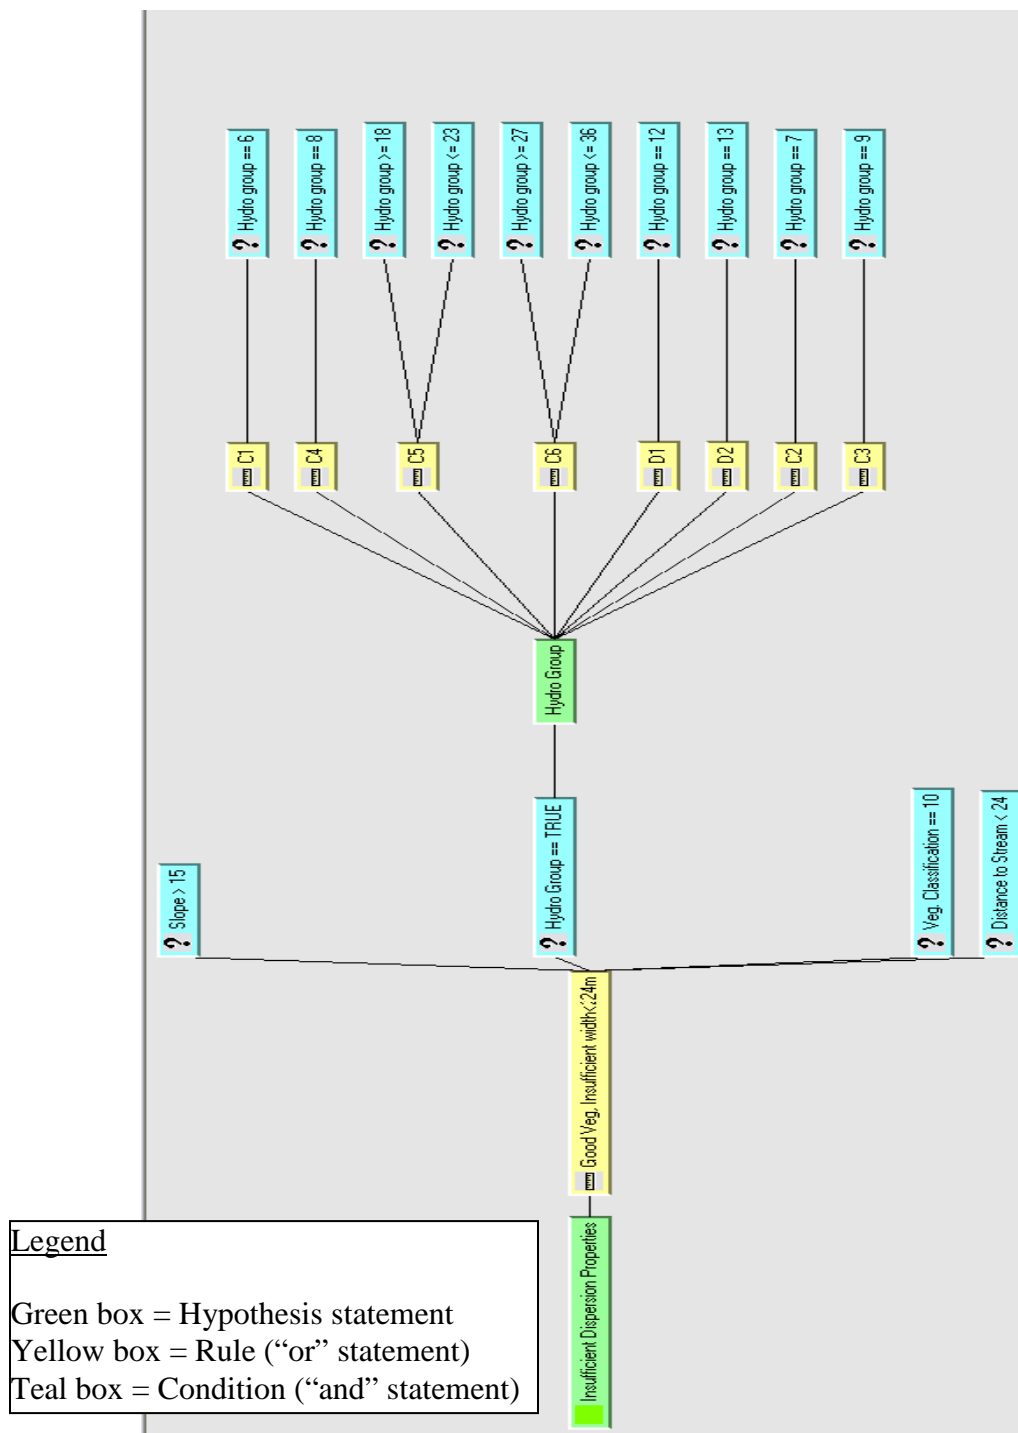 ? Hydro group == 6
? Hydro group == 8
? Hydro group >= 18
? Hydro group <= 23
? Hydro group >= 27
? Hydro group <= 36
? Hydro group == 12
? Hydro group == 13
? Hydro group == 7
? Hydro group == 9
C1
C4
C5
C6
D1
D2
C2
C3
Hydro Group
? Slope > 15
? Hydro Group == TRUE
? Veg. Classification == 10
? Distance to Stream < 24
Good Veg, Insufficient width<24m
Insufficient Dispersion Properties
Legend
Green box = Hypothesis statement
Yellow box = Rule (“or” statement)
Teal box = Condition (“and” statement)